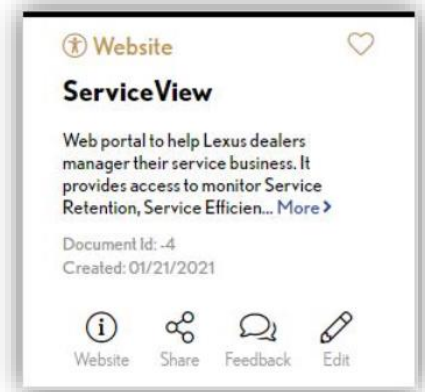 Website
ServiceView
Web portal to help Lexus dealers
manager their service business. It
provides access to monitor Service
Retention, Service Efficien... More >
Document Id: -4
Created: 01/21/2021
Website Share Feedback Edit